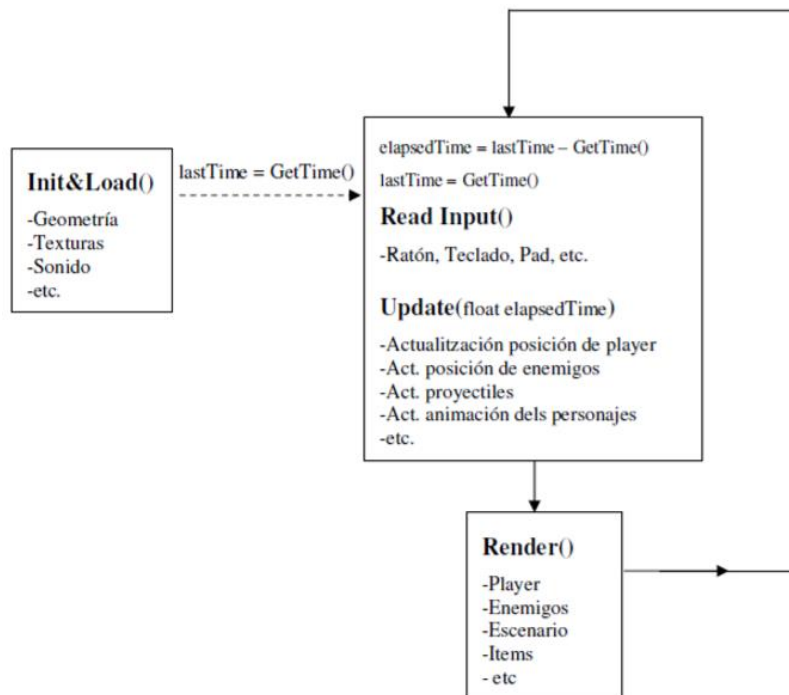 Init&Load()
-Geometría
-Texturas
-Sonido
-etc.
lastTime = GetTime()
elapsedTime = lastTime – GetTime()
lastTime = GetTime()
Read Input()
-Ratón, Teclado, Pad, etc.
Update(float elapsedTime)
-Actualitzación posición de player
-Act. posición de enemigos
-Act. proyectiles
-Act. animación dels personajes
-etc.
Render()
-Player
-Enemigos
-Escenario
-Items
- etc